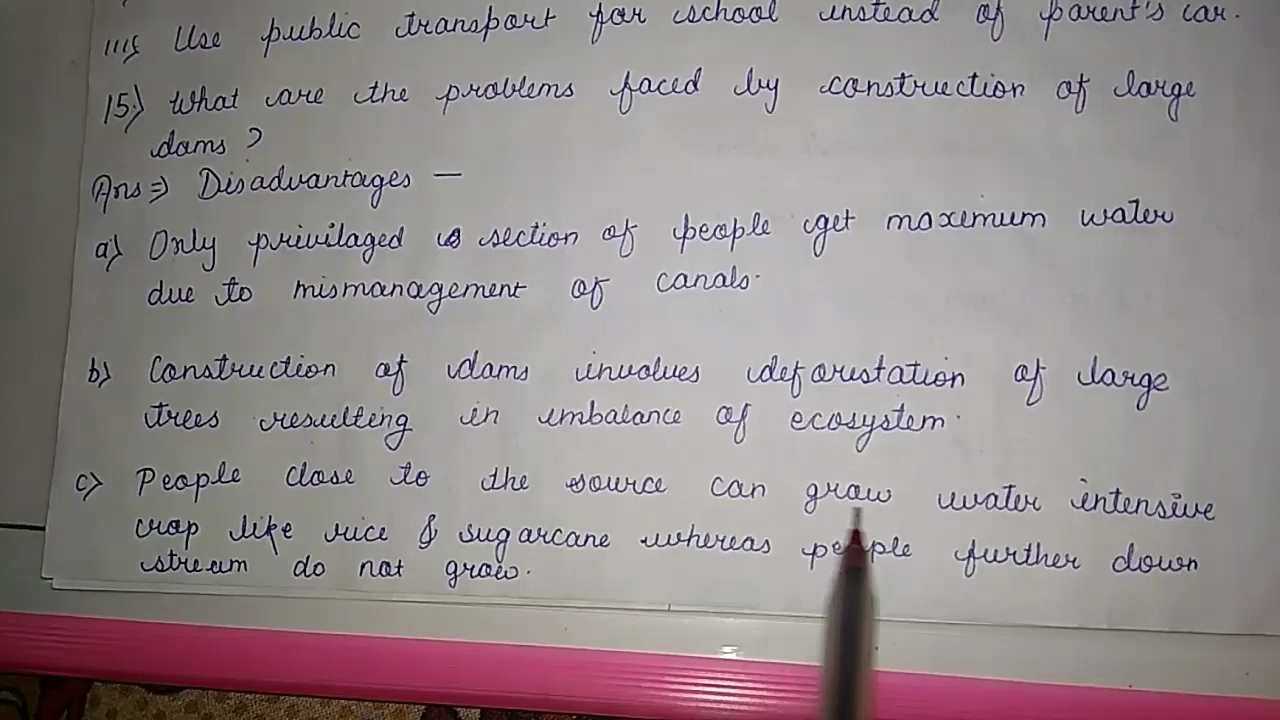 iii) Use public transport for school instead of parent's car.
15) What are the problems faced by construction of large
dams ?
Ans ⇒ Disadvantages —
a) Only privilaged section of people get maximum water
due to mismanagement of canals.
b) Construction of dams involves deforestation of large
trees resulting in imbalance of ecosystem.
c) People close to the source can grow water intensive
crop like rice & sugarcane whereas people further down
stream do not grow.